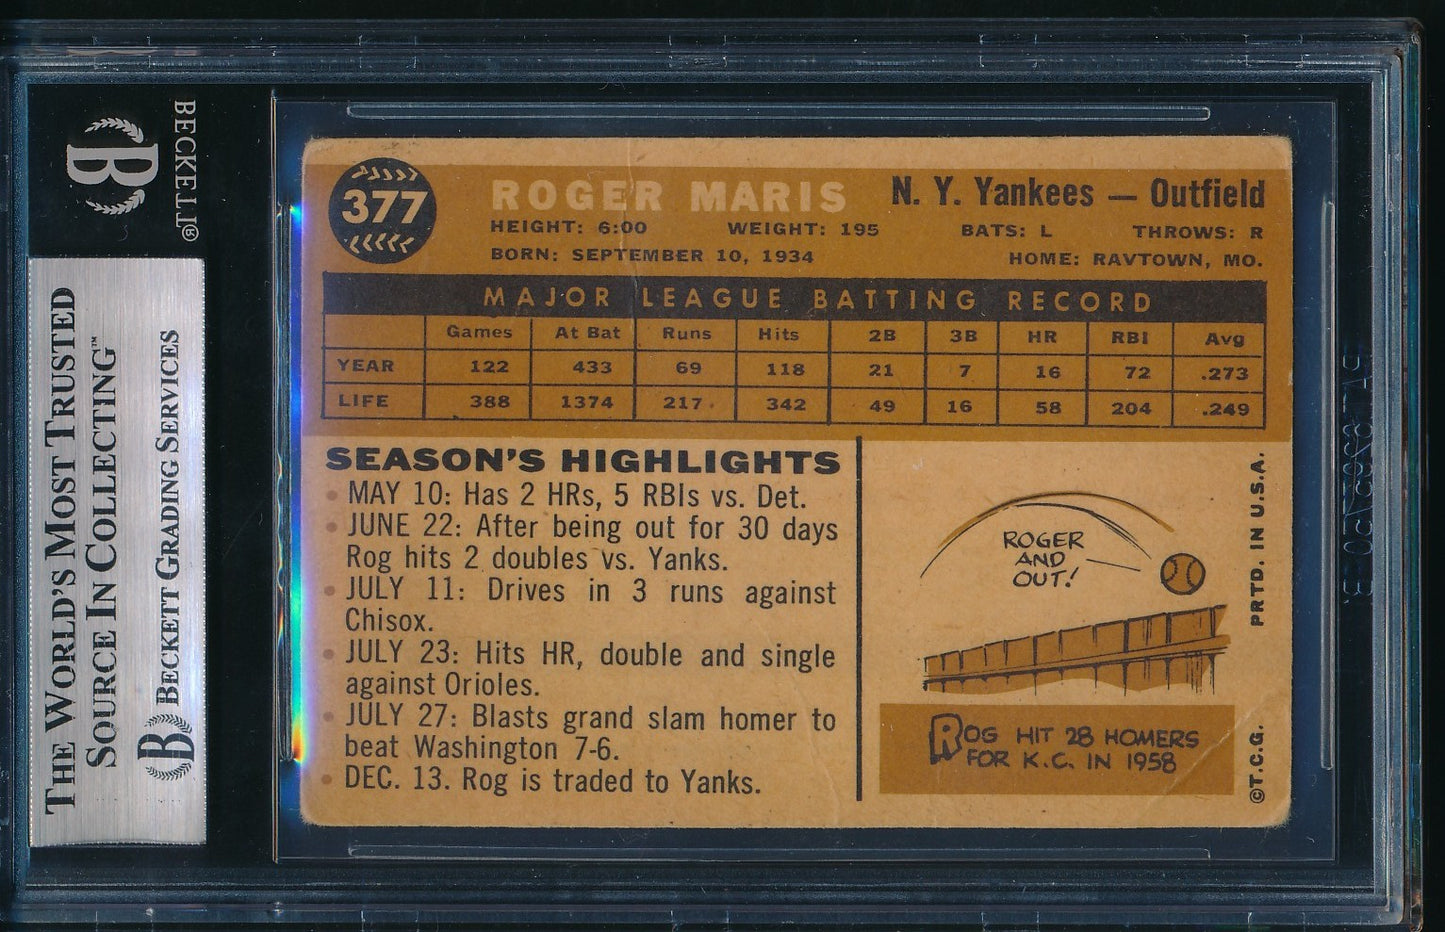 BECKETT®
B
THE WORLD'S MOST TRUSTED
SOURCE IN COLLECTING™
BECKETT GRADING SERVICES
B
377
ROGER MARIS
N. Y. Yankees — Outfield
HEIGHT: 6:00 WEIGHT: 195 BATS: L THROWS: R
BORN: SEPTEMBER 10, 1934 HOME: RAYTOWN, MO.
MAJOR LEAGUE BATTING RECORD
Games At Bat Runs Hits 2B 3B HR RBI Avg
YEAR 122 433 69 118 21 7 16 72 .273
LIFE 388 1374 217 342 49 16 58 204 .249
SEASON'S HIGHLIGHTS
• MAY 10: Has 2 HRs, 5 RBIs vs. Det.
• JUNE 22: After being out for 30 days
Rog hits 2 doubles vs. Yanks.
• JULY 11: Drives in 3 runs against
Chisox.
• JULY 23: Hits HR, double and single
against Orioles.
• JULY 27: Blasts grand slam homer to
beat Washington 7-6.
• DEC. 13. Rog is traded to Yanks.
ROGER
AND
OUT!
ROG HIT 28 HOMERS
FOR K.C. IN 1958
©T.C.G. PRTD. IN U.S.A.